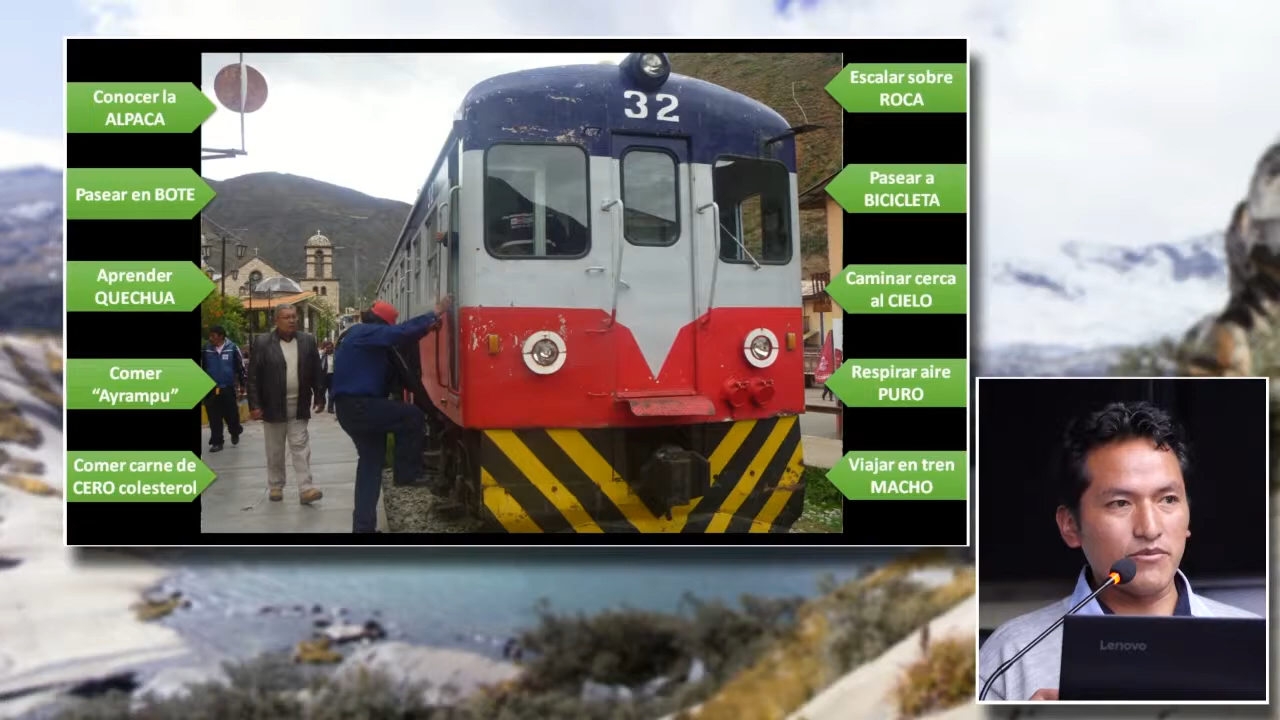 Conocer la
ALPACA
Pasear en BOTE
Aprender
QUECHUA
Comer
“Ayrampu”
Comer carne de
CERO colesterol
32
Escalar sobre
ROCA
Pasear a
BICICLETA
Caminar cerca
al CIELO
Respirar aire
PURO
Viajar en tren
MACHO
Lenovo